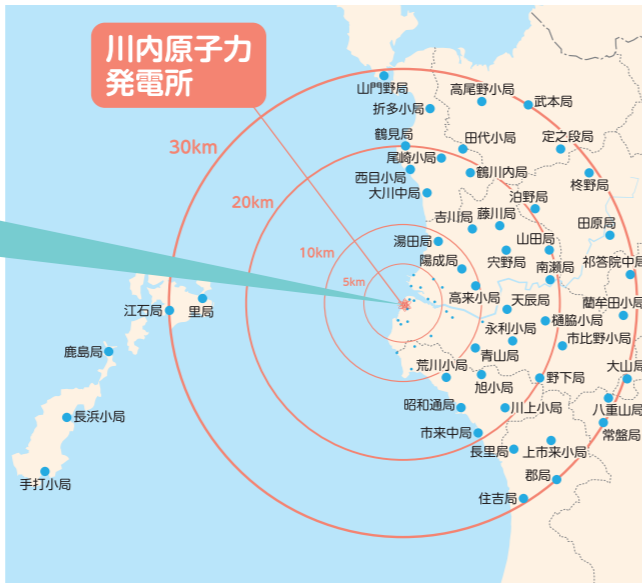 川内原子力
発電所
30km
20km
10km
5km
山門野局
高尾野小局
武本局
折多小局
鶴見局
田代小局
定之段局
尾崎小局
西目小局
鶴川内局
柊野局
大川中局
泊野局
吉川局
藤川局
田原局
湯田局
山田局
陽成局
宍野局
南瀬局
祁答院中局
高来小局
天辰局
藺牟田小局
江石局
里局
永利小局
樋脇小局
市比野小局
鹿島局
青山局
荒川小局
旭小局
野下局
大山局
昭和通局
川上小局
八重山局
長浜小局
市来中局
常盤局
長里局
上市来小局
手打小局
郡局
住吉局